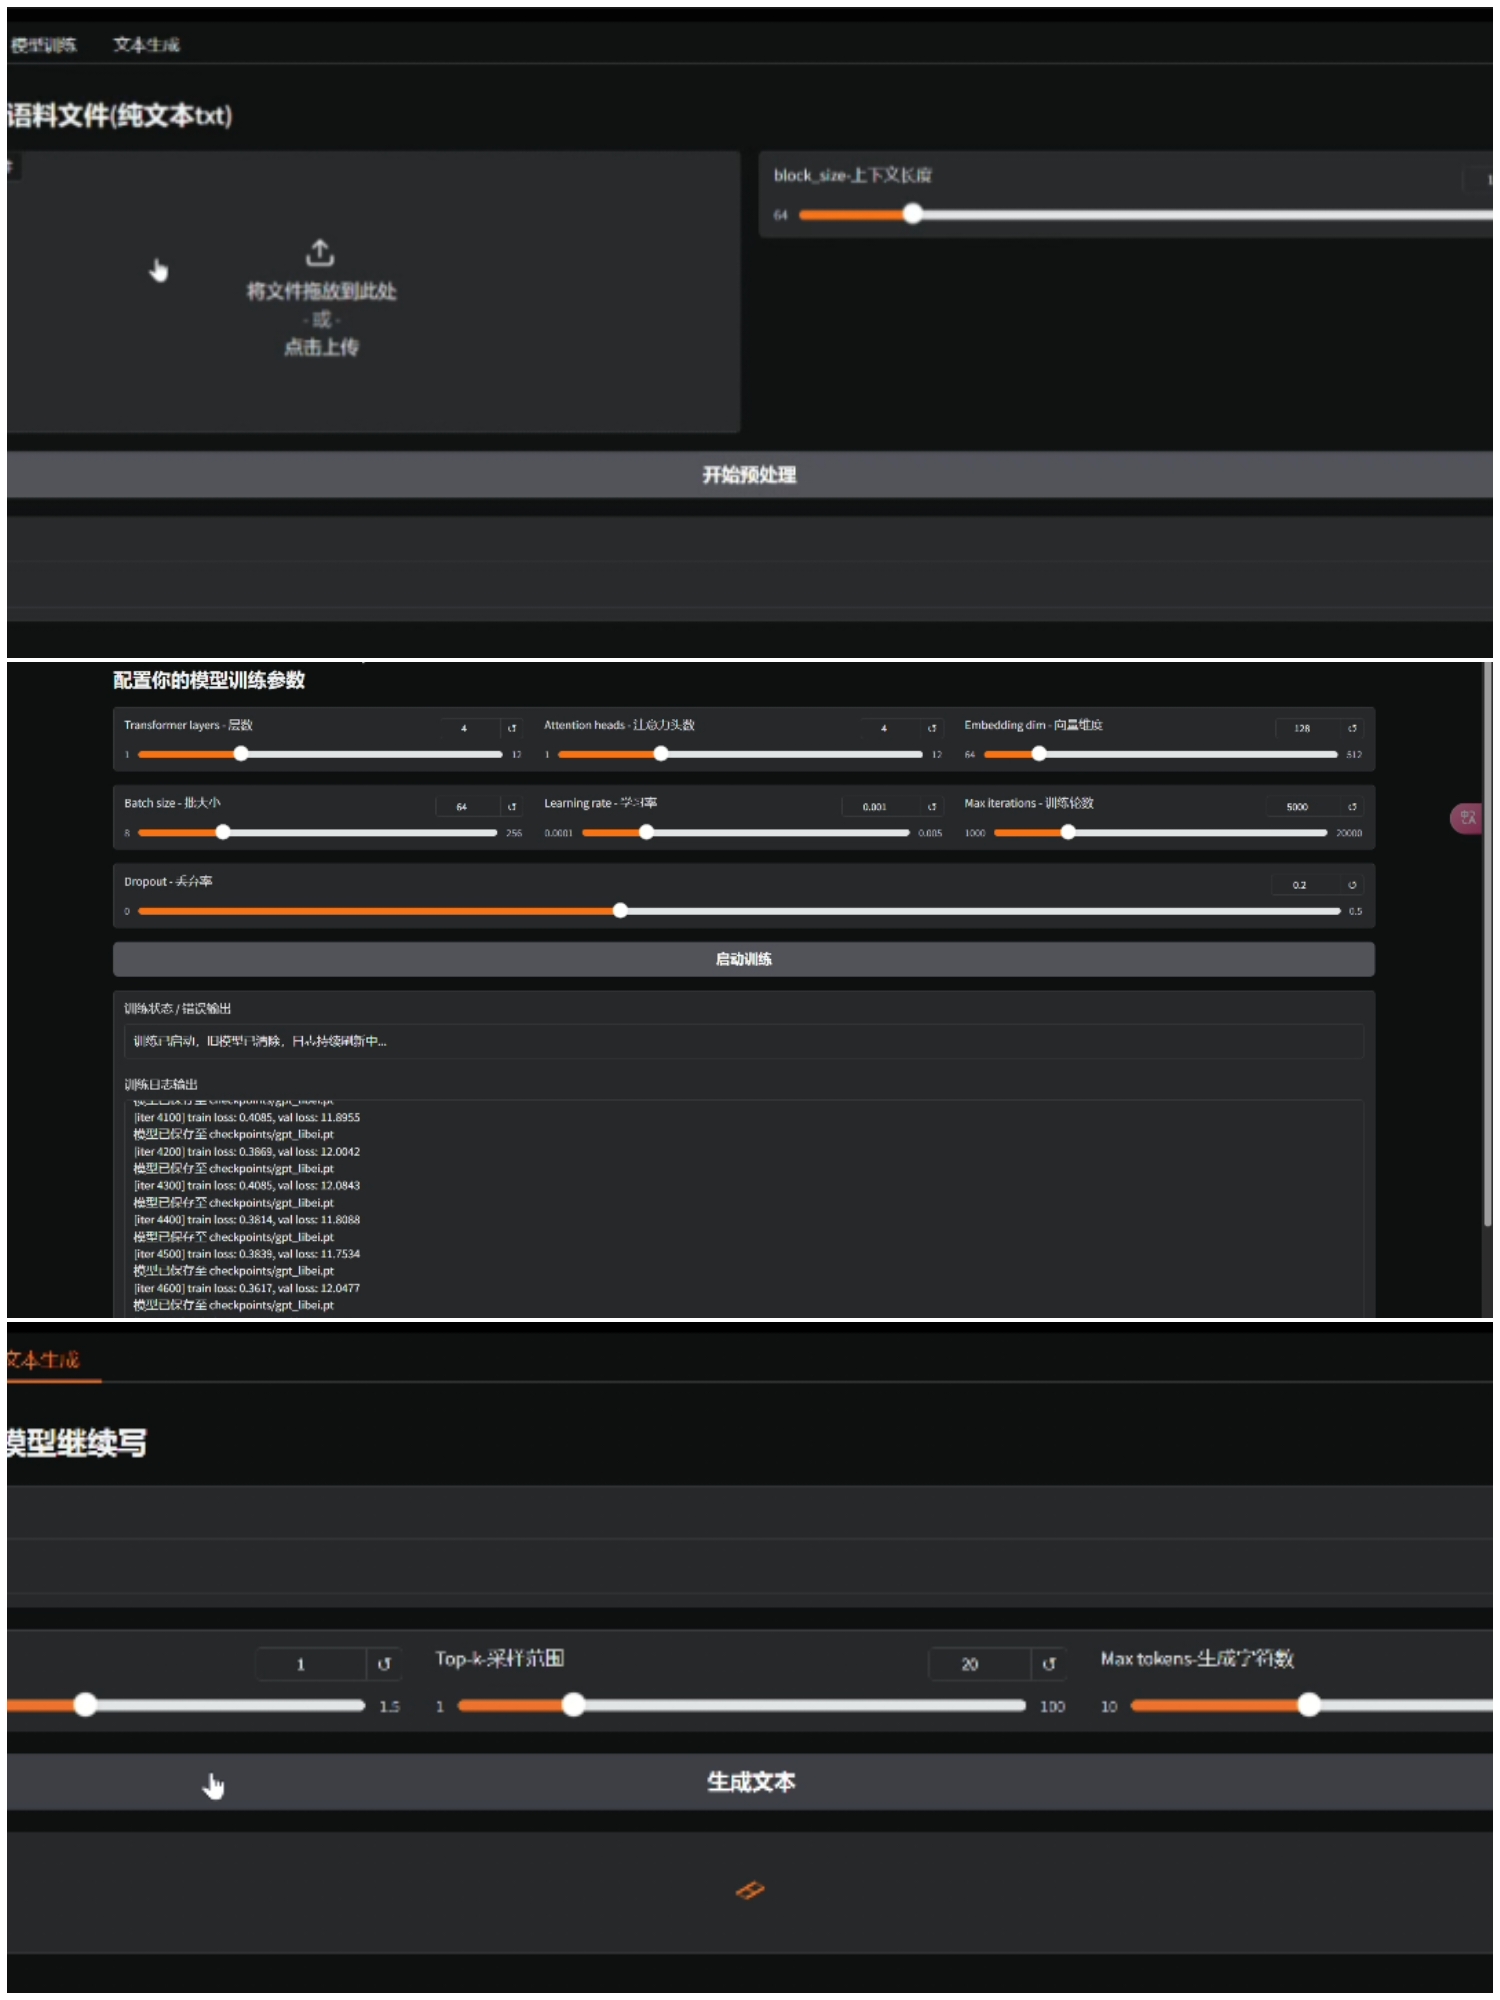 模型训练 文本生成
语料文件(纯文本txt)
block_size-上下文长度
64
将文件拖放到此处
- 或 -
点击上传
开始预处理
配置你的模型训练参数
Transformer layers - 层数 4 ↺ Attention heads - 注意力头数 4 ↺ Embedding dim - 向量维度 128 ↺
1 12 1 12 64 512
Batch size - 批大小 64 ↺ Learning rate - 学习率 0.001 ↺ Max iterations - 训练轮数 5000 ↺
8 256 0.0001 0.005 1000 20000
Dropout - 丢弃率 0.2 ↺
0 0.5
启动训练
训练状态 / 错误输出
训练已启动，旧模型已清除，日志持续刷新中...
训练日志输出
模型已保存至 checkpoints/gpt_libei.pt
[iter 4100] train loss: 0.4085, val loss: 11.8955
模型已保存至 checkpoints/gpt_libei.pt
[iter 4200] train loss: 0.3869, val loss: 12.0042
模型已保存至 checkpoints/gpt_libei.pt
[iter 4300] train loss: 0.4085, val loss: 12.0843
模型已保存至 checkpoints/gpt_libei.pt
[iter 4400] train loss: 0.3814, val loss: 11.8088
模型已保存至 checkpoints/gpt_libei.pt
[iter 4500] train loss: 0.3839, val loss: 11.7534
模型已保存至 checkpoints/gpt_libei.pt
[iter 4600] train loss: 0.3617, val loss: 12.0477
模型已保存至 checkpoints/gpt_libei.pt
文本生成
模型继续写
1 ↺ Top-k-采样范围 20 ↺ Max tokens-生成字符数
1.5 1 100 10
生成文本